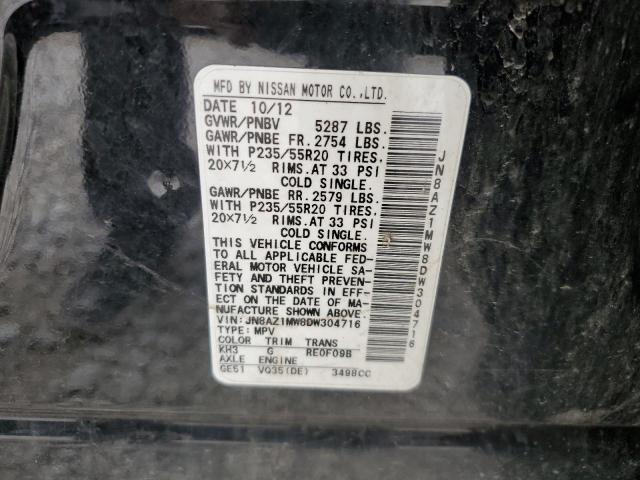 MFD BY NISSAN MOTOR CO.,LTD.
DATE 10/12
GVWR/PNBV 5287 LBS.
GAWR/PNBE FR. 2754 LBS.
WITH P235/55R20 TIRES.
20×7½ RIMS. AT 33 PSI
COLD SINGLE.
GAWR/PNBE RR. 2579 LBS.
WITH P235/55R20 TIRES.
20×7½ RIMS. AT 33 PSI
COLD SINGLE.
THIS VEHICLE CONFORMS
TO ALL APPLICABLE FED-
ERAL MOTOR VEHICLE SA-
FETY AND THEFT PREVEN-
TION STANDARDS IN EFF-
ECT ON THE DATE OF MA-
NUFACTURE SHOWN ABOVE.
VIN: JN8AZ1MW8DW304716
TYPE: MPV
COLOR TRIM TRANS
KH3 G RE0F09B
AXLE ENGINE
GE51 VQ35(DE) 3498CC
JN8AZ1MW8DW304716